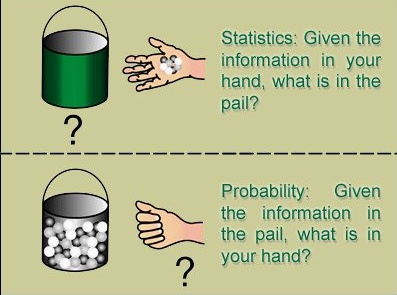 Statistics: Given the
information in your
hand, what is in the
pail?
?
Probability: Given
the information in
the pail, what is in
your hand?
?